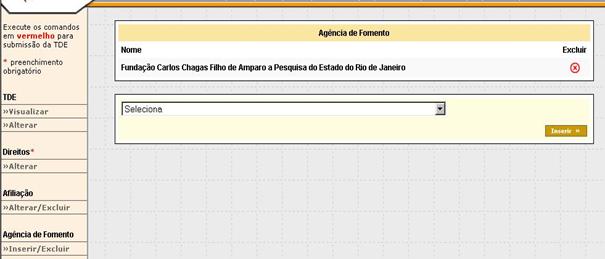 Execute os comandos
em vermelho para
submissão da TDE
* preenchimento
obrigatório
TDE
»Visualizar
»Alterar
Direitos*
»Alterar
Afiliação
»Alterar/Excluir
Agência de Fomento
»Inserir/Excluir
Agência de Fomento
Nome Excluir
Fundação Carlos Chagas Filho de Amparo a Pesquisa do Estado do Rio de Janeiro
Seleciona
Inserir »